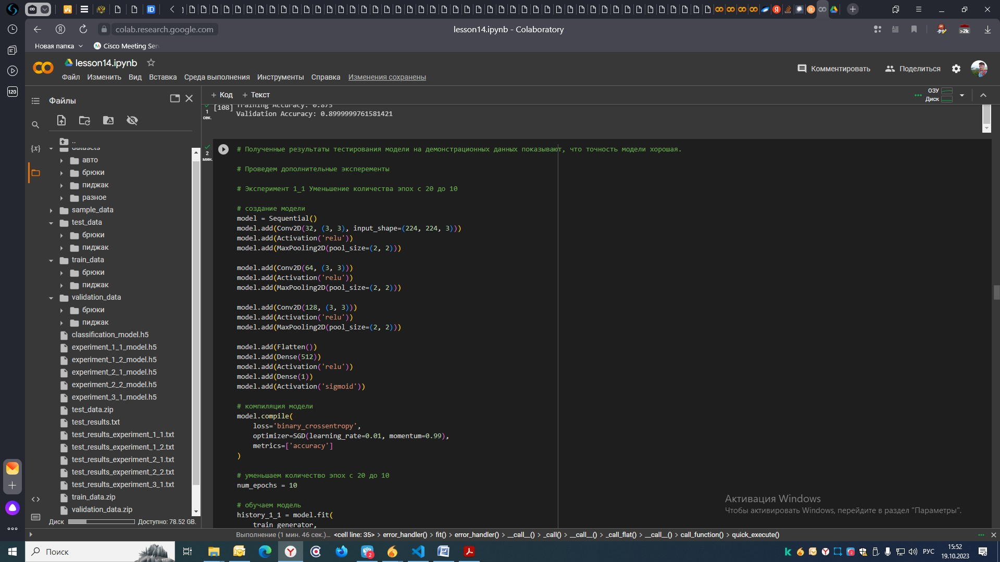 colab.research.google.com
lesson14.ipynb - Colaboratory
>2k
Новая папка
Cisco Meeting Ser
120
lesson14.ipynb
Файл Изменить Вид Вставка Среда выполнения Инструменты Справка Изменения сохранены
Комментировать
Поделиться
Файлы
+ Код + Текст
ОЗУ
Диск
..
datasets
авто
брюки
пиджак
разное
sample_data
test_data
брюки
пиджак
train_data
брюки
пиджак
validation_data
брюки
пиджак
classification_model.h5
experiment_1_1_model.h5
experiment_1_2_model.h5
experiment_2_1_model.h5
experiment_2_2_model.h5
experiment_3_1_model.h5
test_data.zip
test_results.txt
test_results_experiment_1_1.txt
test_results_experiment_1_2.txt
test_results_experiment_2_1.txt
test_results_experiment_2_2.txt
test_results_experiment_3_1.txt
train_data.zip
validation_data.zip
Диск Доступно: 78.52 GB.
1 сек.
[108] Training Accuracy: 0.875
Validation Accuracy: 0.8999999761581421
2 мин.
# Полученные результаты тестирования модели на демонстрационных данных показывают, что точность модели хорошая.
# Проведем дополнительные эксперементы
# Эксперимент 1_1 Уменьшение количества эпох с 20 до 10
# создание модели
model = Sequential()
model.add(Conv2D(32, (3, 3), input_shape=(224, 224, 3)))
model.add(Activation('relu'))
model.add(MaxPooling2D(pool_size=(2, 2)))
model.add(Conv2D(64, (3, 3)))
model.add(Activation('relu'))
model.add(MaxPooling2D(pool_size=(2, 2)))
model.add(Conv2D(128, (3, 3)))
model.add(Activation('relu'))
model.add(MaxPooling2D(pool_size=(2, 2)))
model.add(Flatten())
model.add(Dense(512))
model.add(Activation('relu'))
model.add(Dense(1))
model.add(Activation('sigmoid'))
# компиляция модели
model.compile(
loss='binary_crossentropy',
optimizer=SGD(learning_rate=0.01, momentum=0.99),
metrics=['accuracy']
)
# уменьшаем количество эпох с 20 до 10
num_epochs = 10
# обучаем модель
history_1_1 = model.fit(
train_generator,
Активация Windows
Чтобы активировать Windows, перейдите в раздел "Параметры".
Выполнение (1 мин. 46 сек.)... <cell line: 35> > error_handler() > fit() > error_handler() > __call__() > _call() > __call__() > _call_flat() > __call__() > call_function() > quick_execute()
Поиск
2
РУС
15:52
19.10.2023